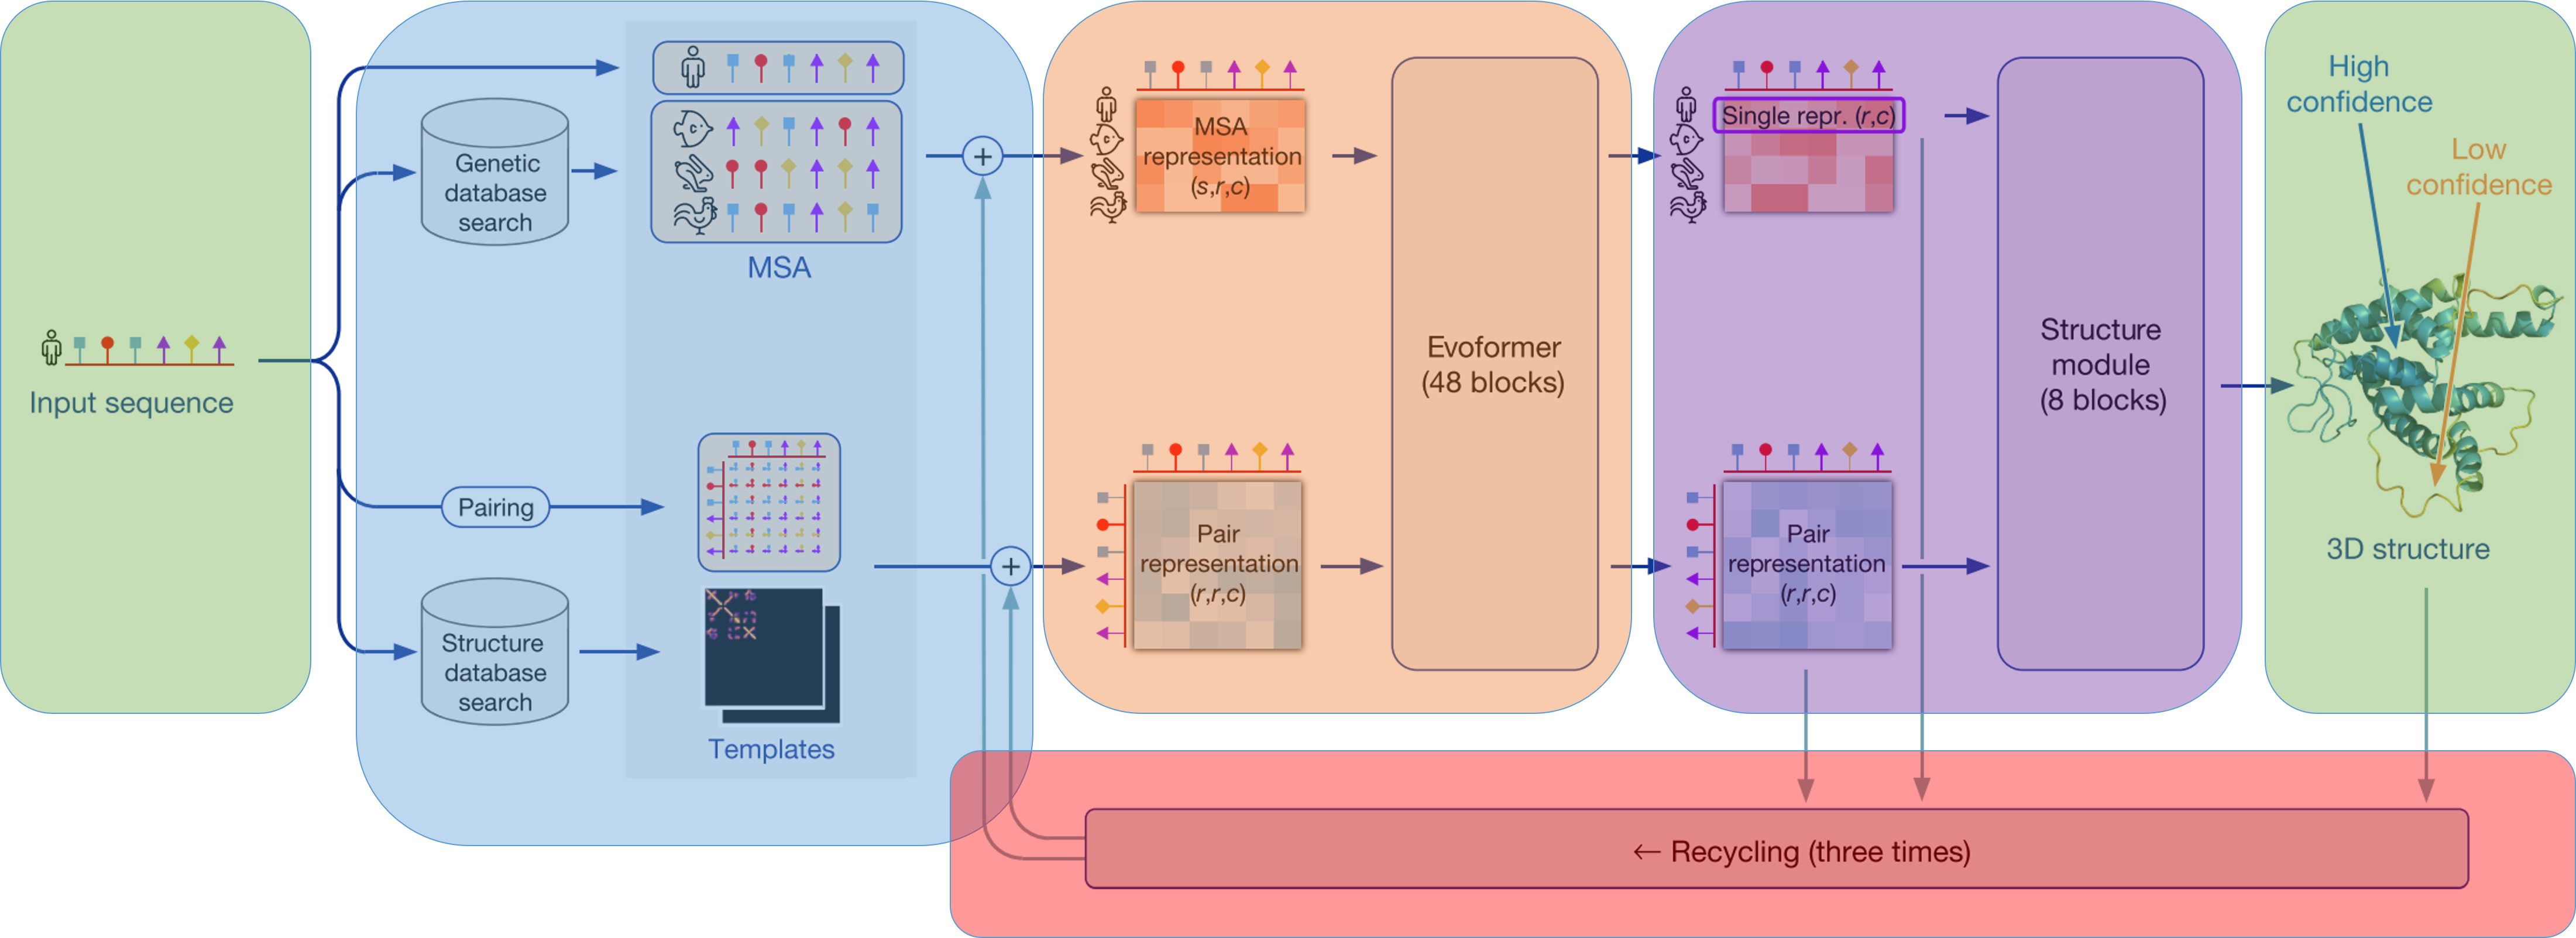 Input sequence
Genetic
database
search
MSA
Pairing
Structure
database
search
Templates
+
+
MSA
representation
(s,r,c)
Pair
representation
(r,r,c)
Evoformer
(48 blocks)
Single repr. (r,c)
Pair
representation
(r,r,c)
Structure
module
(8 blocks)
High
confidence
Low
confidence
3D structure
← Recycling (three times)